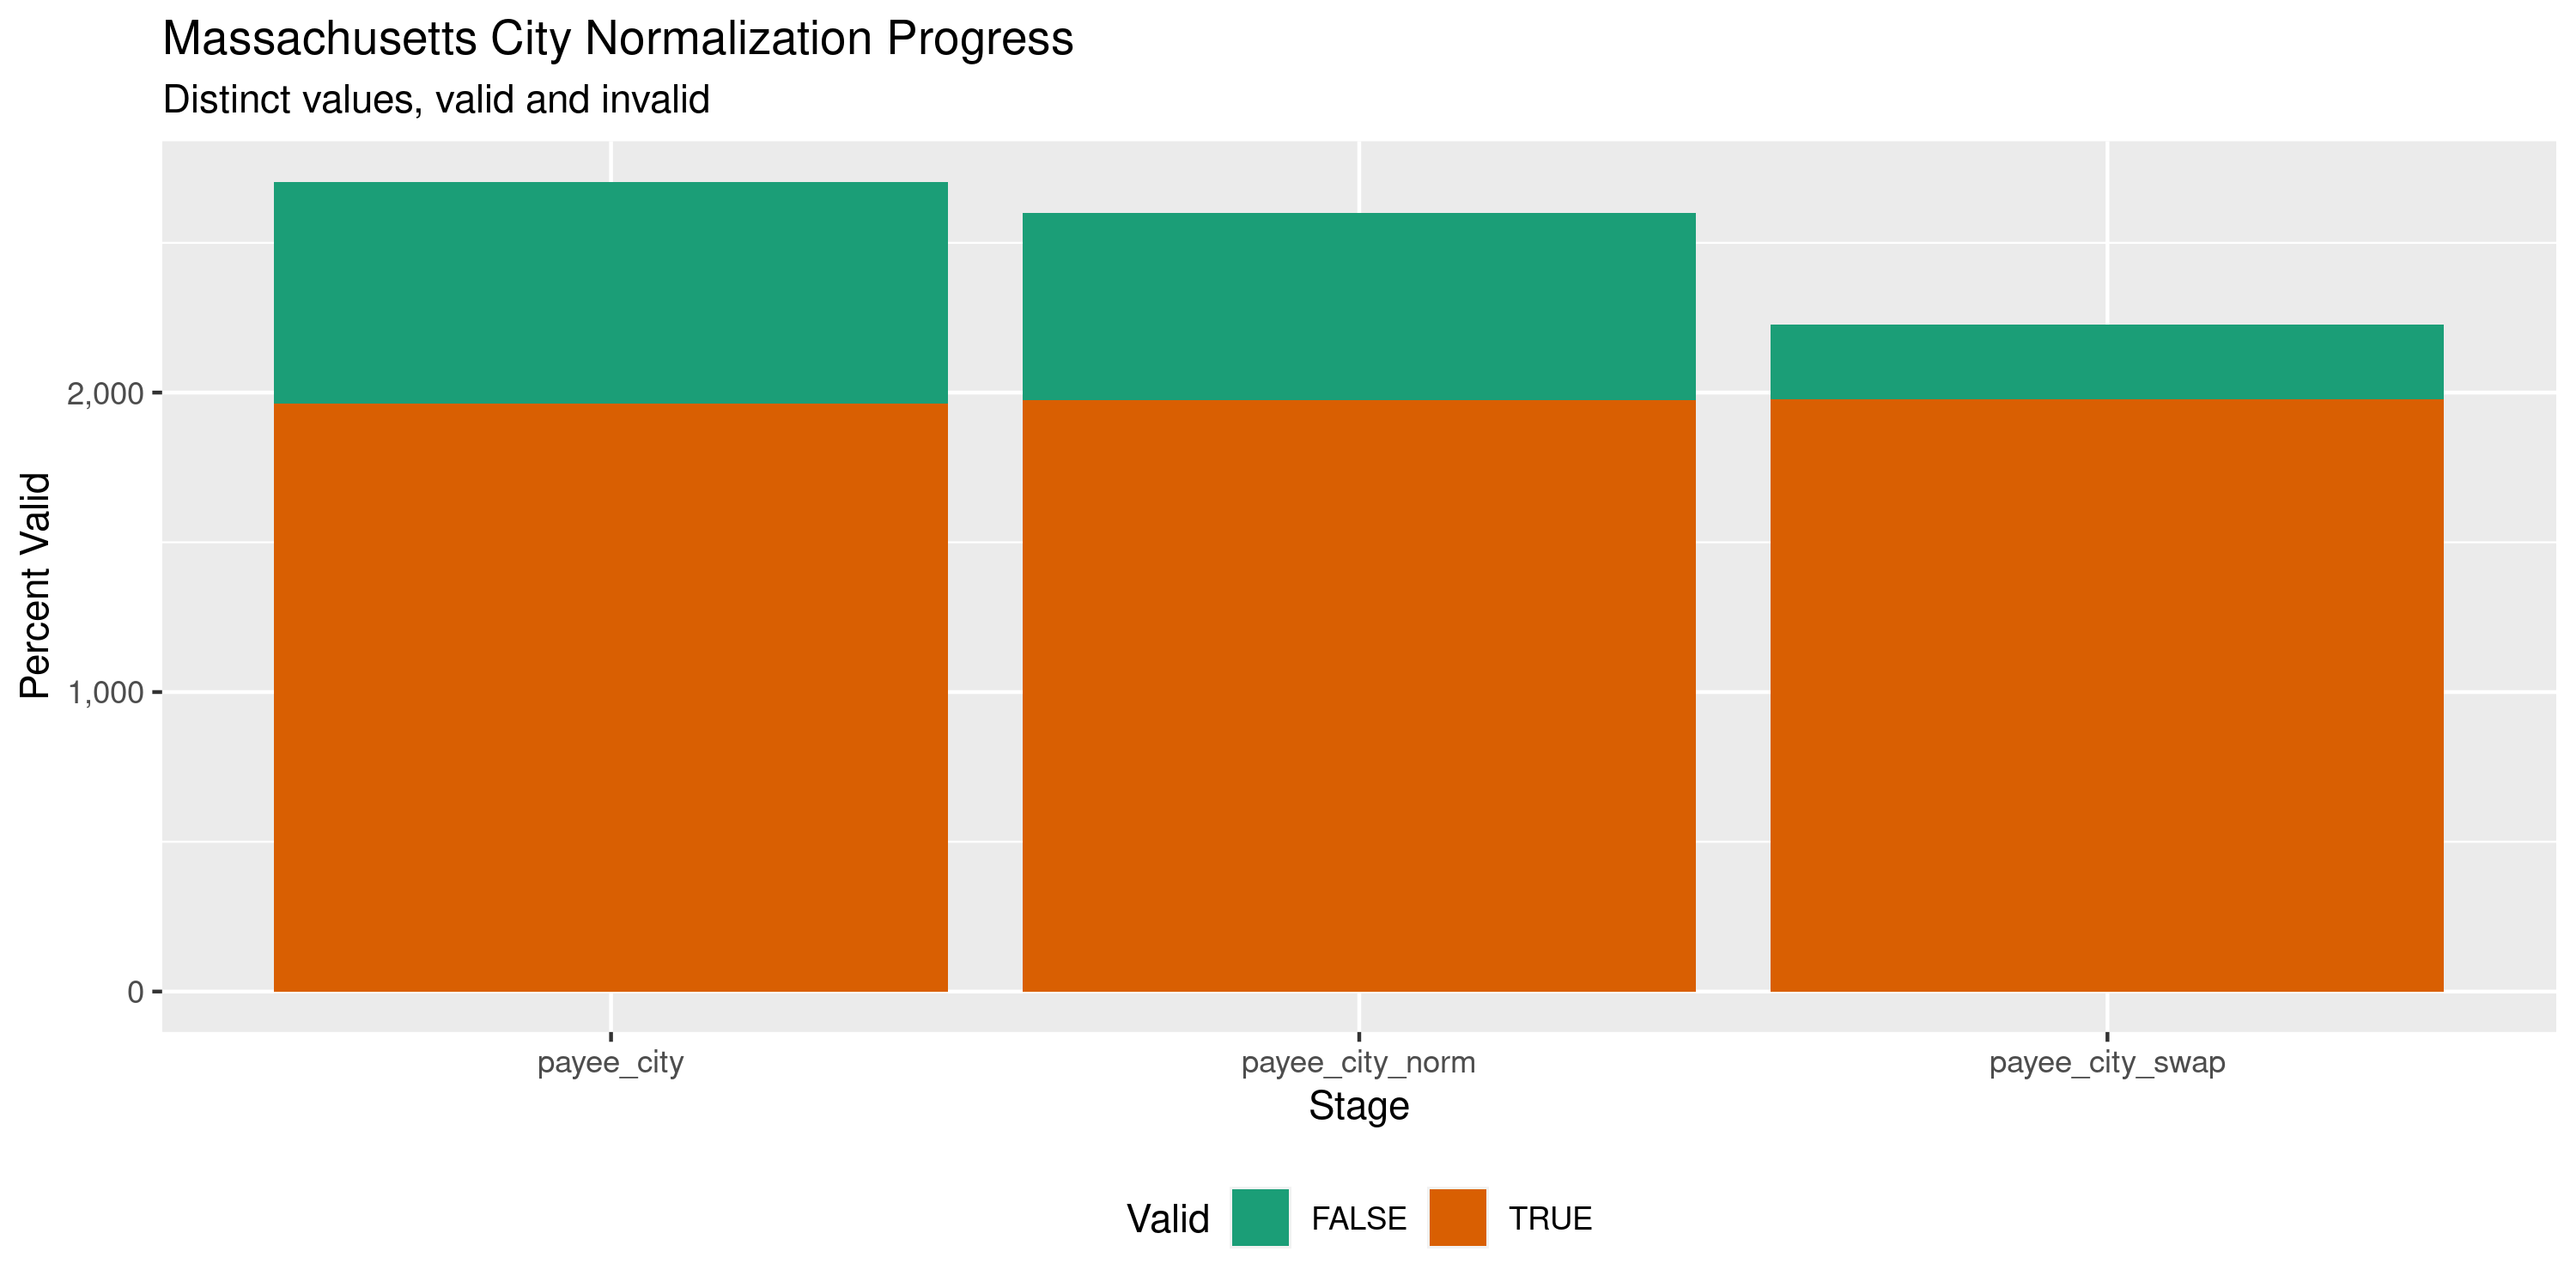 Massachusetts City Normalization Progress
Distinct values, valid and invalid
Percent Valid
2,000
1,000
0
payee_city payee_city_norm payee_city_swap
Stage
Valid FALSE TRUE